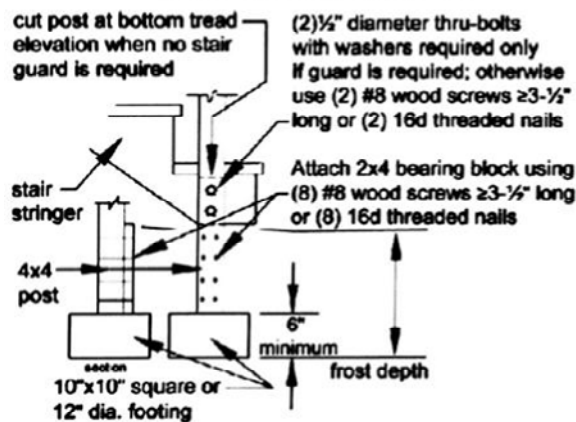 cut post at bottom tread
elevation when no stair
guard is required
(2)½" diameter thru-bolts
with washers required only
if guard is required; otherwise
use (2) #8 wood screws ≥3-½"
long or (2) 16d threaded nails
Attach 2x4 bearing block using
(8) #8 wood screws ≥3-½" long
or (8) 16d threaded nails
stair
stringer
4x4
post
6"
minimum
frost depth
section
10"x10" square or
12" dia. footing